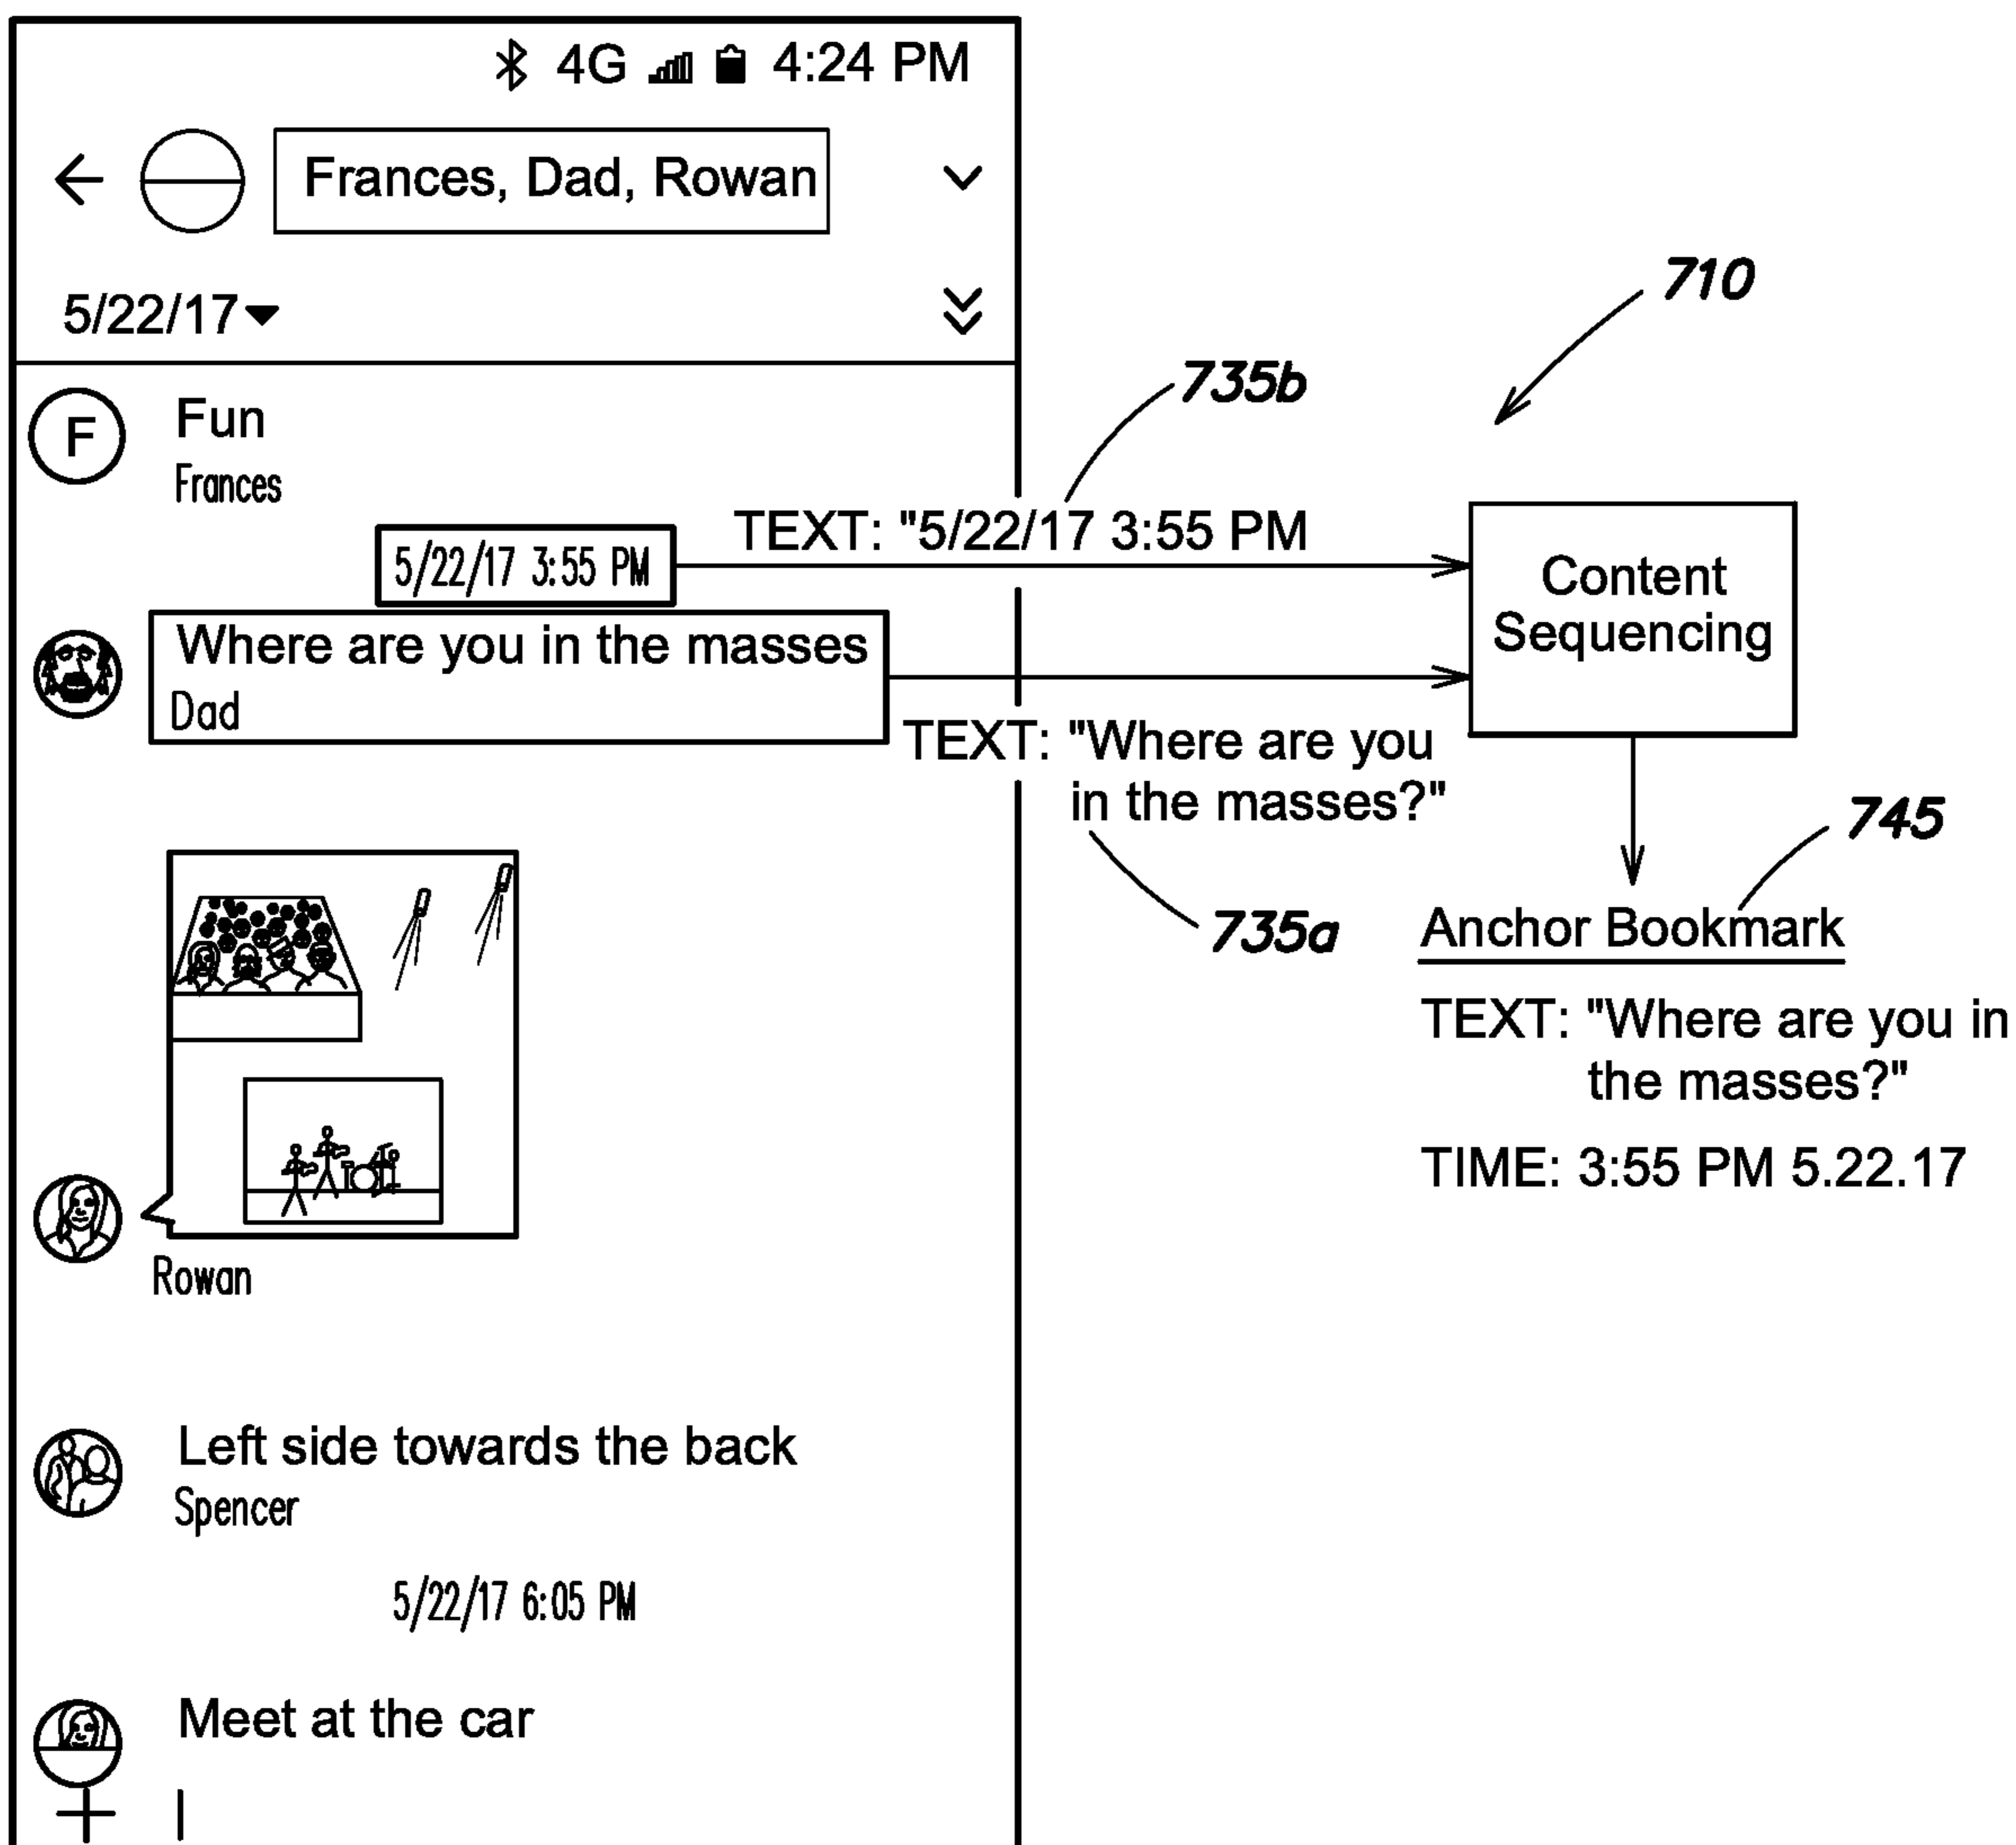 4G 4:24 PM
Frances, Dad, Rowan
5/22/17
710
735b
F
Fun
Frances
TEXT: "5/22/17 3:55 PM
5/22/17 3:55 PM
Content
Sequencing
Where are you in the masses
Dad
TEXT: "Where are you
in the masses?"
745
735a
Anchor Bookmark
TEXT: "Where are you in
the masses?"
TIME: 3:55 PM 5.22.17
Rowan
Left side towards the back
Spencer
5/22/17 6:05 PM
Meet at the car